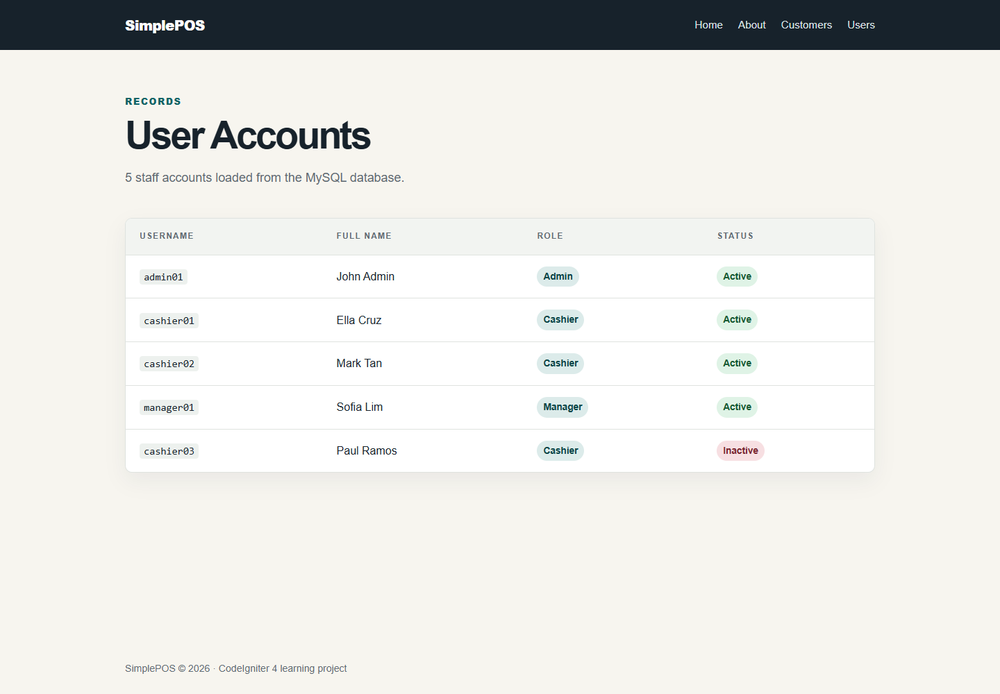 SimplePOS
Home About Customers Users
RECORDS
User Accounts
5 staff accounts loaded from the MySQL database.
USERNAME FULL NAME ROLE STATUS
admin01 John Admin Admin Active
cashier01 Ella Cruz Cashier Active
cashier02 Mark Tan Cashier Active
manager01 Sofia Lim Manager Active
cashier03 Paul Ramos Cashier Inactive
SimplePOS © 2026 · CodeIgniter 4 learning project